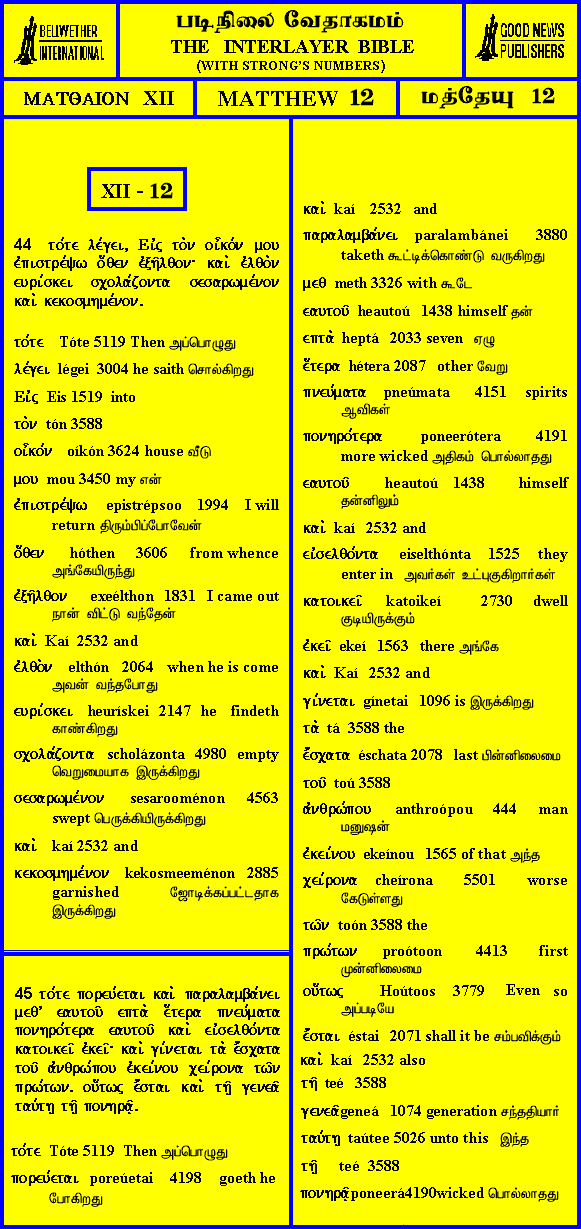 BELLWETHER
INTERNATIONAL
படிநிலை வேதாகமம்
THE INTERLAYER BIBLE
(WITH STRONG'S NUMBERS)
GOOD NEWS
PUBLISHERS
ΜΑΤΘΑΙΟΝ XII
MATTHEW 12
மத்தேயு 12
XII - 12
44 τότε λέγει, Εἰς τὸν οἶκόν μου
ἐπιστρέψω ὅθεν ἐξῆλθον· καὶ ἐλθὸν
ευρίσκει σχολάζοντα σεσαρωμένον
καὶ κεκοσμημένον.
τότε Tóte 5119 Then அப்பொழுது
λέγει légei 3004 he saith சொல்கிறது
Εἰς Eis 1519 into
τὸν tón 3588
οἶκόν oíkón 3624 house வீடு
μου mou 3450 my என்
ἐπιστρέψω epistrépsoo 1994 I will
return திரும்பிப்போவேன்
ὅθεν hóthen 3606 from whence
அங்கேயிருந்து
ἐξῆλθον exeélthon 1831 I came out
நான் விட்டு வந்தேன்
καὶ Kaí 2532 and
ἐλθὸν elthón 2064 when he is come
அவன் வந்தபோது
ευρίσκει heurískei 2147 he findeth
காண்கிறது
σχολάζοντα scholázonta 4980 empty
வெறுமையாக இருக்கிறது
σεσαρωμένον sesarooménon 4563
swept பெருக்கியிருக்கிறது
καὶ kaí 2532 and
κεκοσμημένον kekosmeeménon 2885
garnished ஜோடிக்கப்பட்டதாக
இருக்கிறது
45 τότε πορεύεται καὶ παραλαμβάνει
μεθ’ εαυτοῦ επτὰ ἕτερα πνεύματα
πονηρότερα εαυτοῦ καὶ εἰσελθόντα
κατοικεῖ ἐκεῖ· καὶ γίνεται τὰ ἔσχατα
τοῦ ἀνθρώπου ἐκείνου χείρονα τῶν
πρώτων. οὕτως ἔσται καὶ τῇ γενεᾷ
ταύτῃ τῇ πονηρᾷ.
τότε Tóte 5119 Then அப்பொழுது
πορεύεται poreúetai 4198 goeth he
போகிறது
καὶ kaí 2532 and
παραλαμβάνει paralambánei 3880
taketh கூட்டிக்கொண்டு வருகிறது
μεθ meth 3326 with கூடே
εαυτοῦ heautoú 1438 himself தன்
επτὰ heptá 2033 seven ஏழு
ἕτερα hétera 2087 other வேறு
πνεύματα pneúmata 4151 spirits
ஆவிகள்
πονηρότερα poneerótera 4191
more wicked அதிகம் பொல்லாதது
εαυτοῦ heautoú 1438 himself
தன்னிலும்
καὶ kaí 2532 and
εἰσελθόντα eiselthónta 1525 they
enter in அவர்கள் உட்புகுகிறார்கள்
κατοικεῖ katoikeí 2730 dwell
குடியிருக்கும்
ἐκεῖ ekeí 1563 there அங்கே
καὶ Kaí 2532 and
γίνεται gínetai 1096 is இருக்கிறது
τὰ tá 3588 the
ἔσχατα éschata 2078 last பின்னிலைமை
τοῦ toú 3588
ἀνθρώπου anthroópou 444 man
மனுஷன்
ἐκείνου ekeínou 1565 of that அந்த
χείρονα cheírona 5501 worse
கேடுள்ளது
τῶν toón 3588 the
πρώτων proótoon 4413 first
முன்னிலைமை
οὕτως Hoútoos 3779 Even so
அப்படியே
ἔσται éstai 2071 shall it be சம்பவிக்கும்
καὶ kaí 2532 also
τῇ teé 3588
γενεᾷ geneá 1074 generation சந்ததியார்
ταύτῃ taútee 5026 unto this இந்த
τῇ teé 3588
πονηρᾷ poneerá4190wicked பொல்லாதது